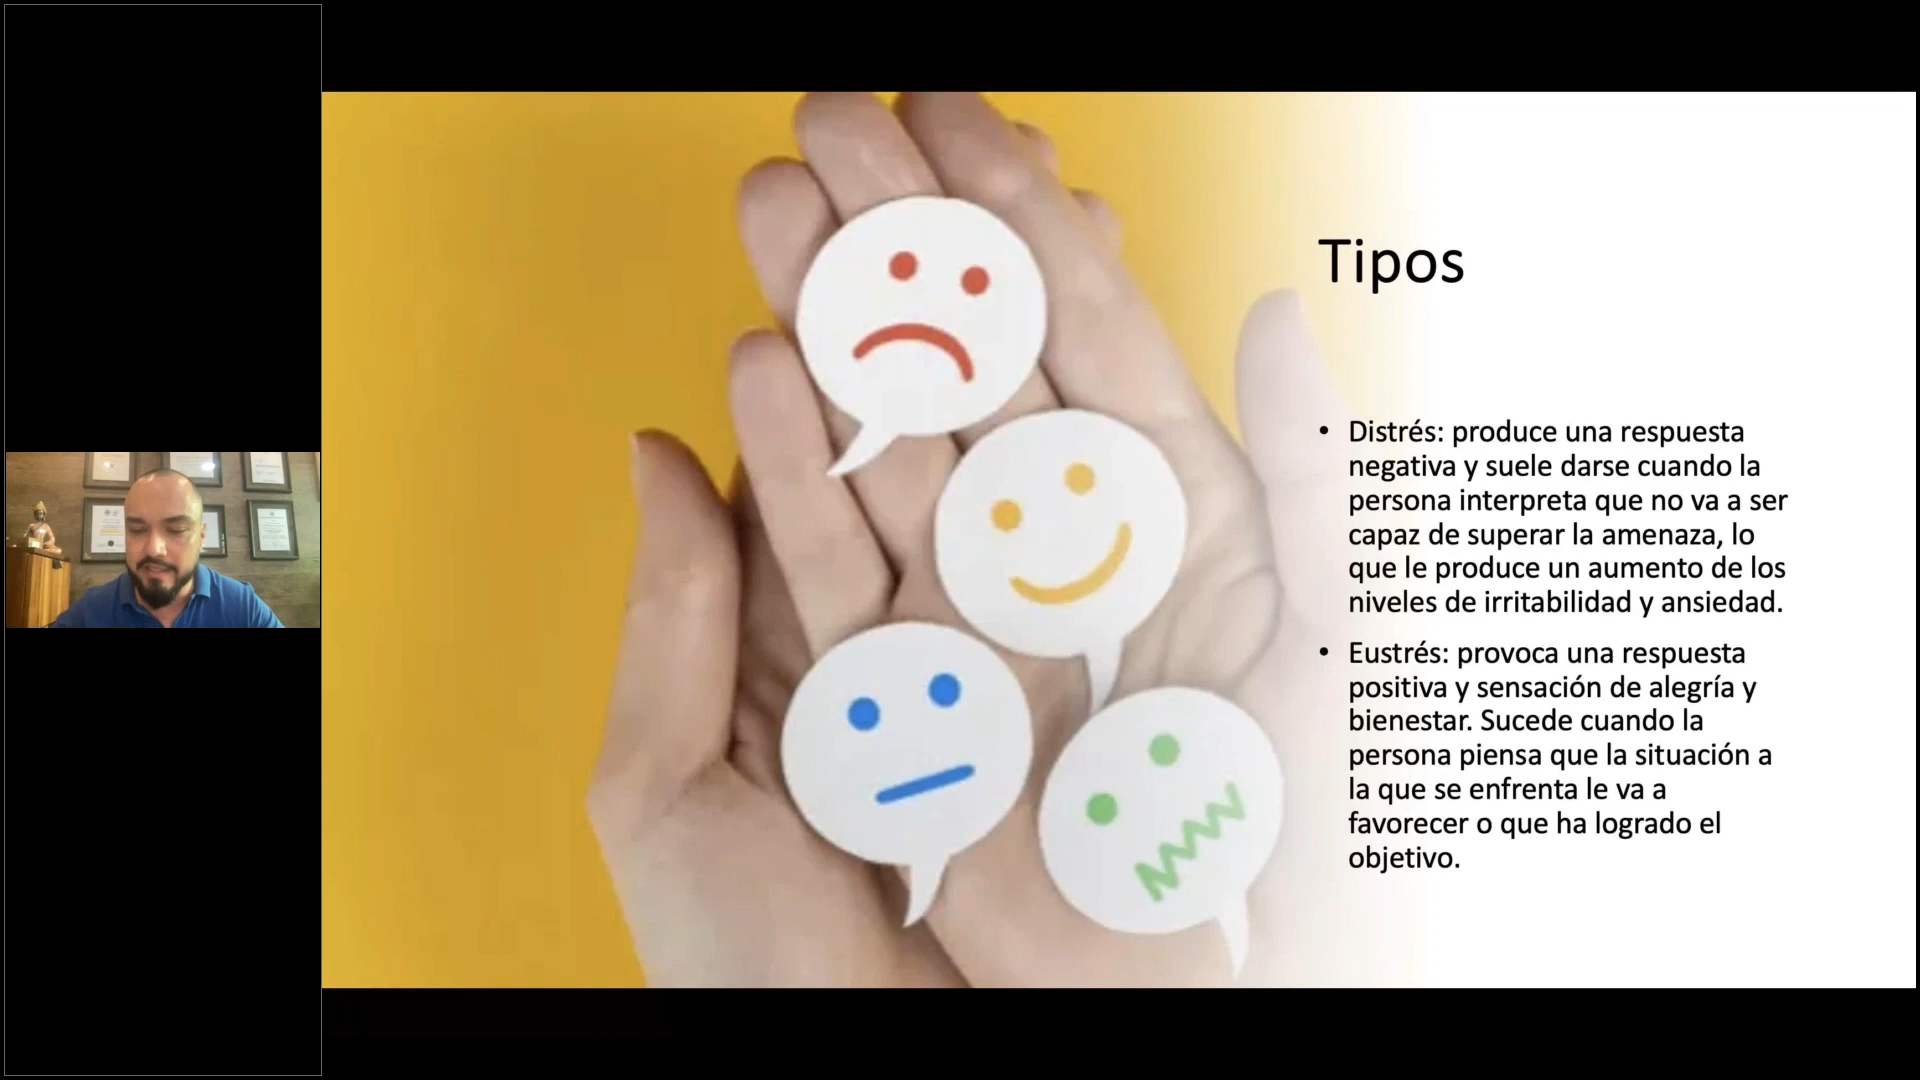 Tipos
• Distrés: produce una respuesta
negativa y suele darse cuando la
persona interpreta que no va a ser
capaz de superar la amenaza, lo
que le produce un aumento de los
niveles de irritabilidad y ansiedad.
• Eustrés: provoca una respuesta
positiva y sensación de alegría y
bienestar. Sucede cuando la
persona piensa que la situación a
la que se enfrenta le va a
favorecer o que ha logrado el
objetivo.